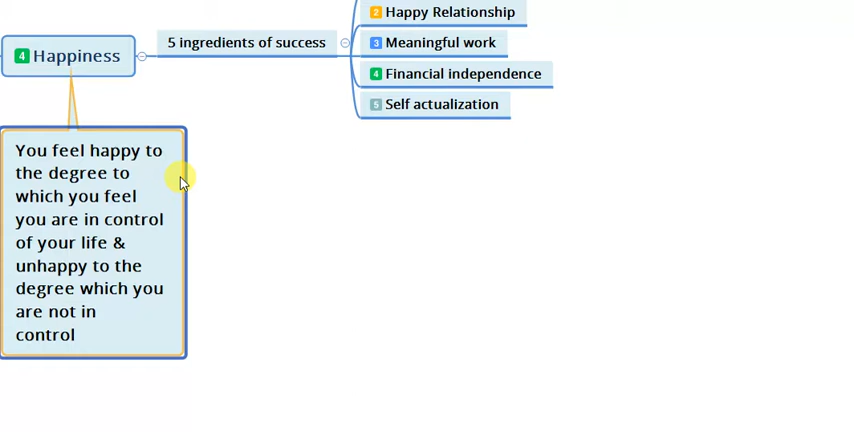 2 Happy Relationship
4 Happiness
5 ingredients of success
3 Meaningful work
4 Financial independence
5 Self actualization
You feel happy to
the degree to
which you feel
you are in control
of your life &
unhappy to the
degree which you
are not in
control